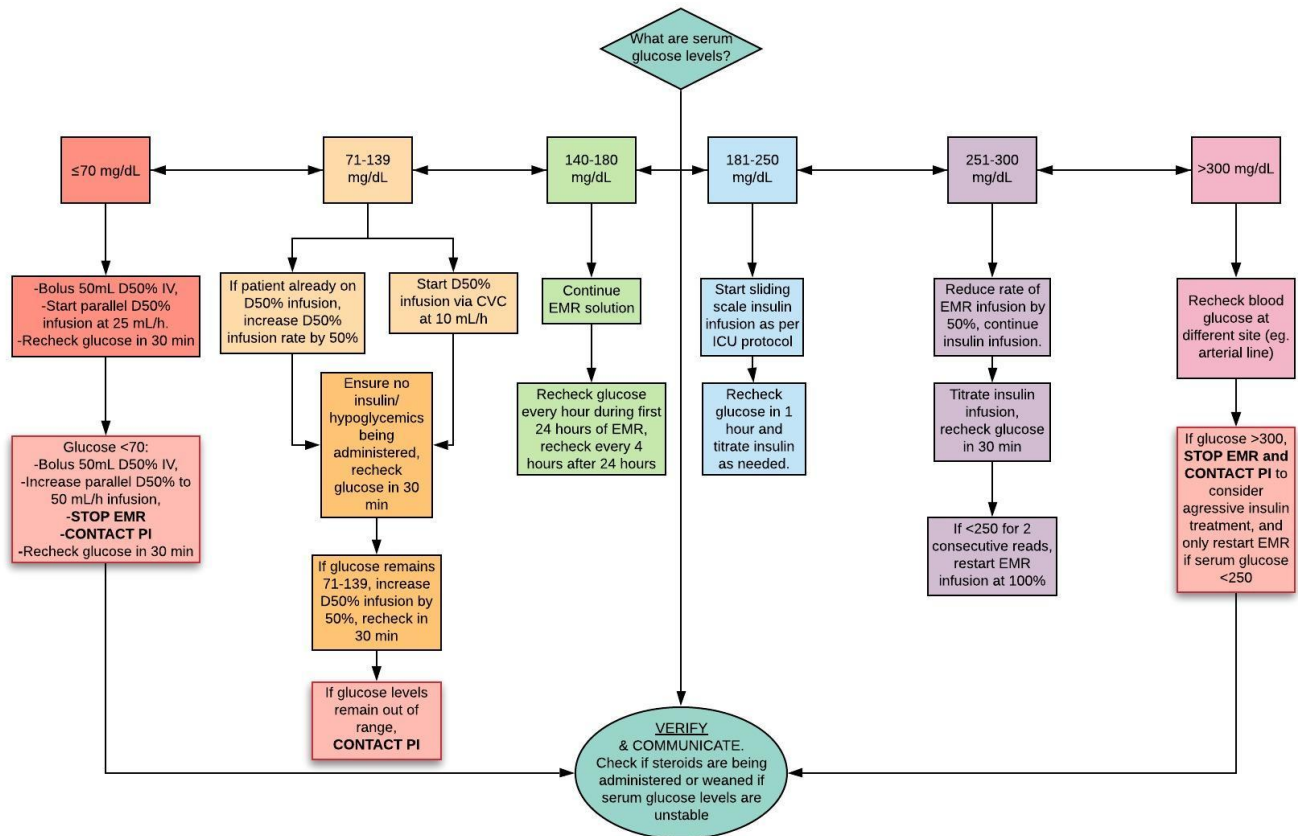 What are serum
glucose levels?
≤70 mg/dL
71-139
mg/dL
140-180
mg/dL
181-250
mg/dL
251-300
mg/dL
>300 mg/dL
-Bolus 50mL D50% IV,
-Start parallel D50%
infusion at 25 mL/h.
-Recheck glucose in 30 min
Glucose <70:
-Bolus 50mL D50% IV,
-Increase parallel D50% to
50 mL/h infusion,
-STOP EMR
-CONTACT PI
-Recheck glucose in 30 min
If patient already on
D50% infusion,
increase D50%
infusion rate by 50%
Start D50%
infusion via CVC
at 10 mL/h
Ensure no
insulin/
hypoglycemics
being
administered,
recheck
glucose in 30
min
If glucose remains
71-139, increase
D50% infusion by
50%, recheck in
30 min
If glucose levels
remain out of
range,
CONTACT PI
Continue
EMR solution
Recheck glucose
every hour during first
24 hours of EMR,
recheck every 4
hours after 24 hours
Start sliding
scale insulin
infusion as per
ICU protocol
Recheck
glucose in 1
hour and
titrate insulin
as needed.
Reduce rate of
EMR infusion by
50%, continue
insulin infusion.
Titrate insulin
infusion,
recheck glucose
in 30 min
If <250 for 2
consecutive reads,
restart EMR
infusion at 100%
Recheck blood
glucose at
different site (eg.
arterial line)
If glucose >300,
STOP EMR and
CONTACT PI to
consider
agressive insulin
treatment, and
only restart EMR
if serum glucose
<250
VERIFY
& COMMUNICATE.
Check if steroids are being
administered or weaned if
serum glucose levels are
unstable